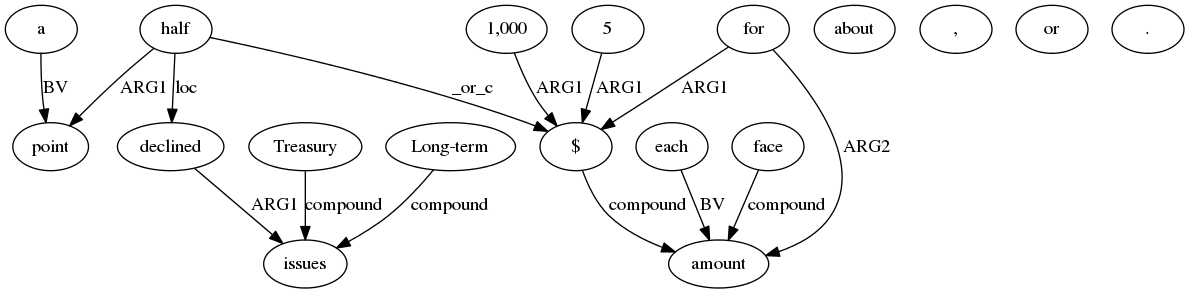 a half 1,000 5 for about , or .
BV ARG1 loc _or_c ARG1 ARG1 ARG1 ARG2
point declined Treasury Long-term $ each face
ARG1 compound compound compound BV compound
issues amount